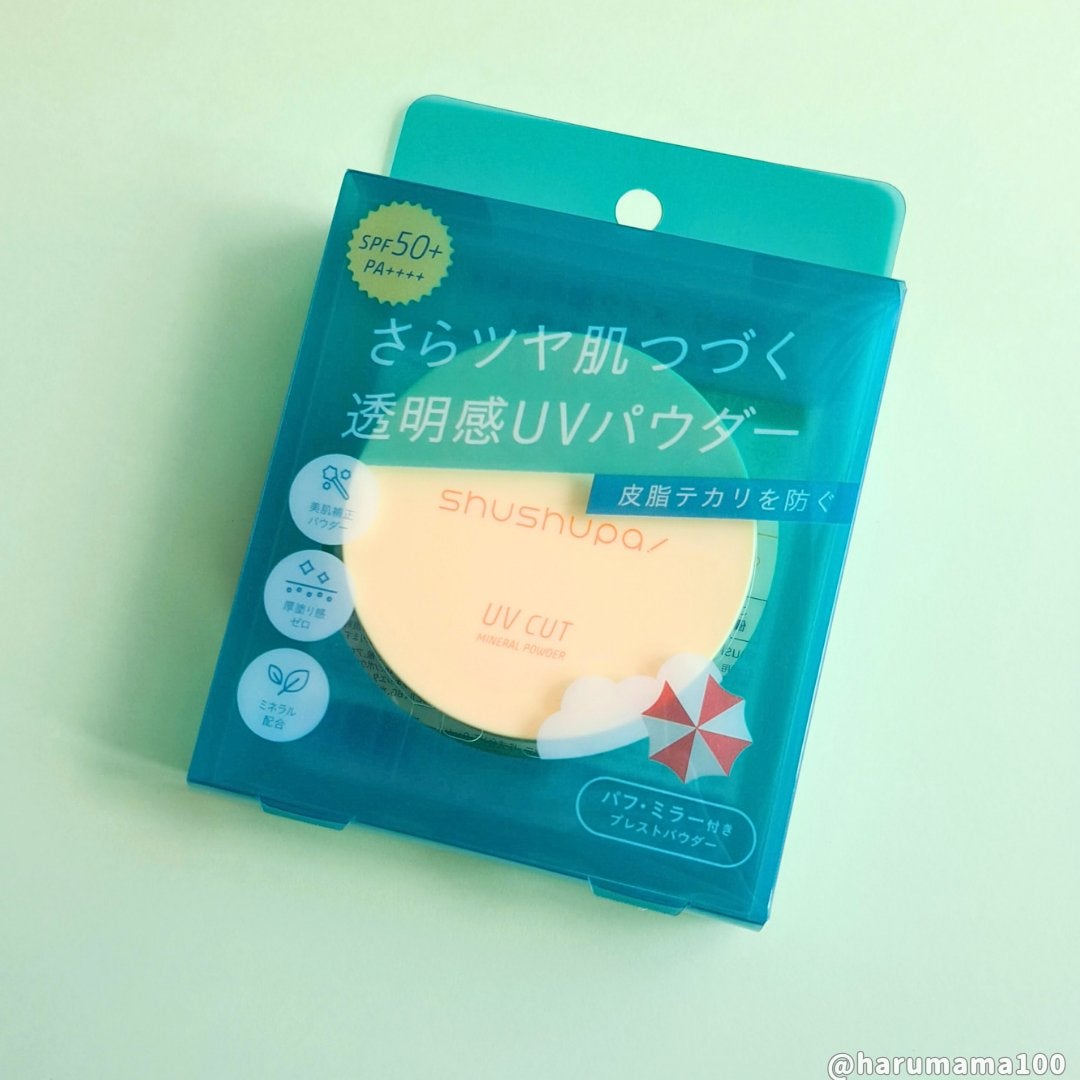 SPF50+
PA++++
さらツヤ肌つづく
透明感UVパウダー
皮脂テカリを防ぐ
shushupa!
UV CUT
MINERAL POWDER
美肌補正
パウダー
厚塗り感
ゼロ
ミネラル
配合
パフ・ミラー付き
プレストパウダー
@harumama100